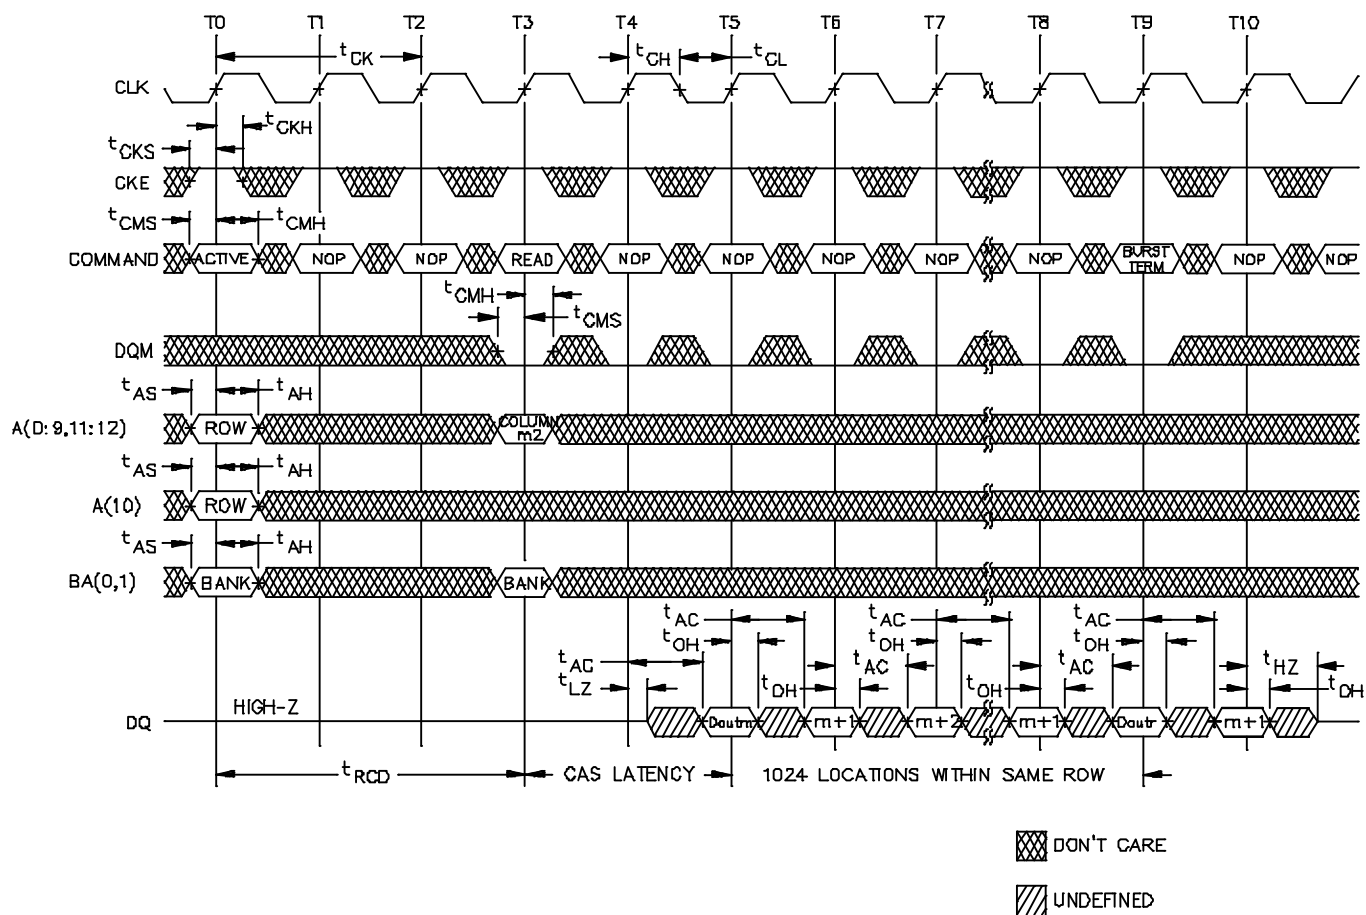 T0 T1 T2 T3 T4 T5 T6 T7 T8 T9 T10
tCK tCH tCL
CLK
tCKH
tCKS
CKE
tCMS tCMH
COMMAND ACTIVE NOP NOP READ NOP NOP NOP NOP NOP BURST TERM NOP NOP
tCMH
tCMS
DQM
tAS tAH
A(0:9,11:12) ROW COLUMN m2
tAS tAH
A(10) ROW
tAS tAH
BA(0,1) BANK BANK
tAC tAC tAC
tOH tOH tOH
tAC tAC tAC tHZ
tLZ tOH tOH tOH
HIGH-Z
DQ Doutm m+1 m+2 m+1 Doutr m+1
tRCD CAS LATENCY 1024 LOCATIONS WITHIN SAME ROW
DON'T CARE
UNDEFINED